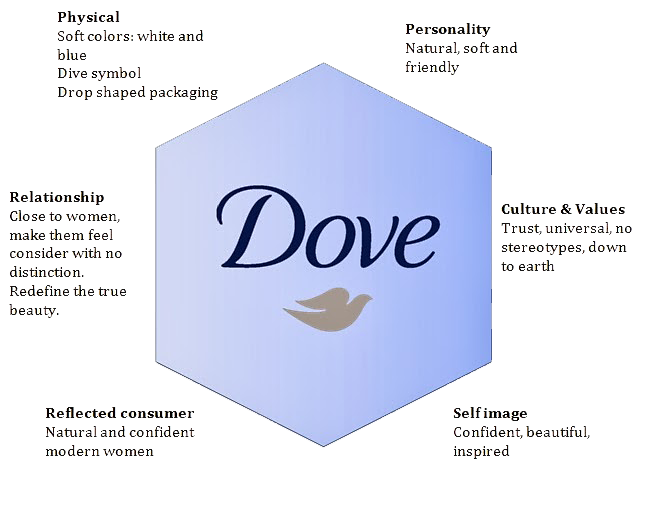 Physical
Soft colors: white and
blue
Dive symbol
Drop shaped packaging
Personality
Natural, soft and
friendly
Relationship
Close to women,
make them feel
consider with no
distinction.
Redefine the true
beauty.
Dove
Culture & Values
Trust, universal, no
stereotypes, down
to earth
Reflected consumer
Natural and confident
modern women
Self image
Confident, beautiful,
inspired